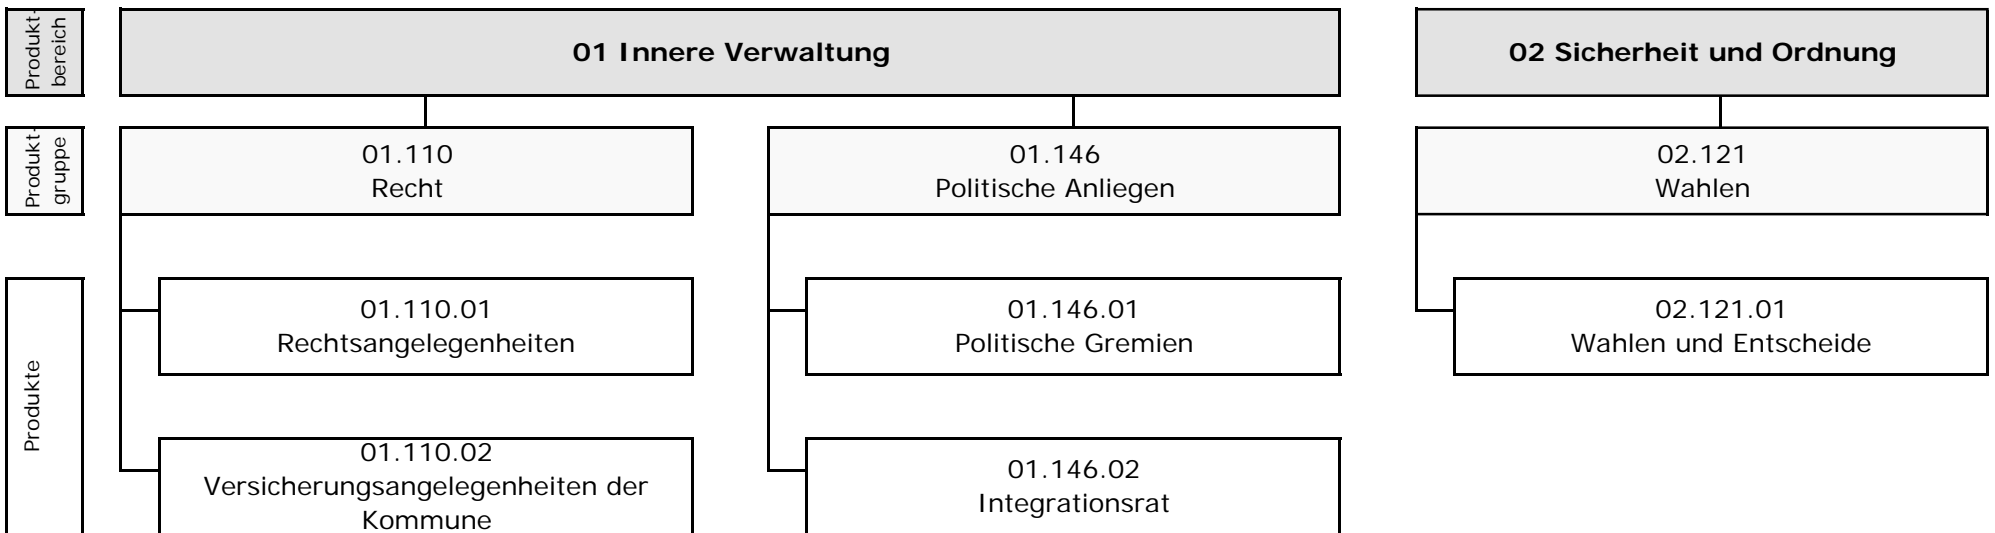 Produkt-
bereich
01 Innere Verwaltung
02 Sicherheit und Ordnung
Produkt-
gruppe
01.110
Recht
01.146
Politische Anliegen
02.121
Wahlen
Produkte
01.110.01
Rechtsangelegenheiten
01.146.01
Politische Gremien
02.121.01
Wahlen und Entscheide
01.110.02
Versicherungsangelegenheiten der
Kommune
01.146.02
Integrationsrat